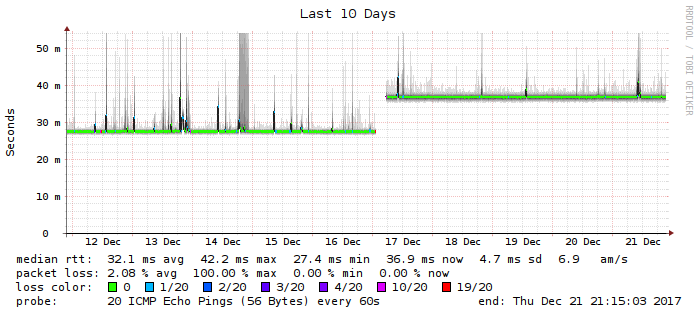 Last 10 Days
RRDTOOL / TOBI OETIKER
Seconds
50 m
40 m
30 m
20 m
10 m
0
12 Dec 13 Dec 14 Dec 15 Dec 16 Dec 17 Dec 18 Dec 19 Dec 20 Dec 21 Dec
median rtt: 32.1 ms avg 42.2 ms max 27.4 ms min 36.9 ms now 4.7 ms sd 6.9 am/s
packet loss: 2.08 % avg 100.00 % max 0.00 % min 0.00 % now
loss color: 0 1/20 2/20 3/20 4/20 10/20 19/20
probe: 20 ICMP Echo Pings (56 Bytes) every 60s end: Thu Dec 21 21:15:03 2017